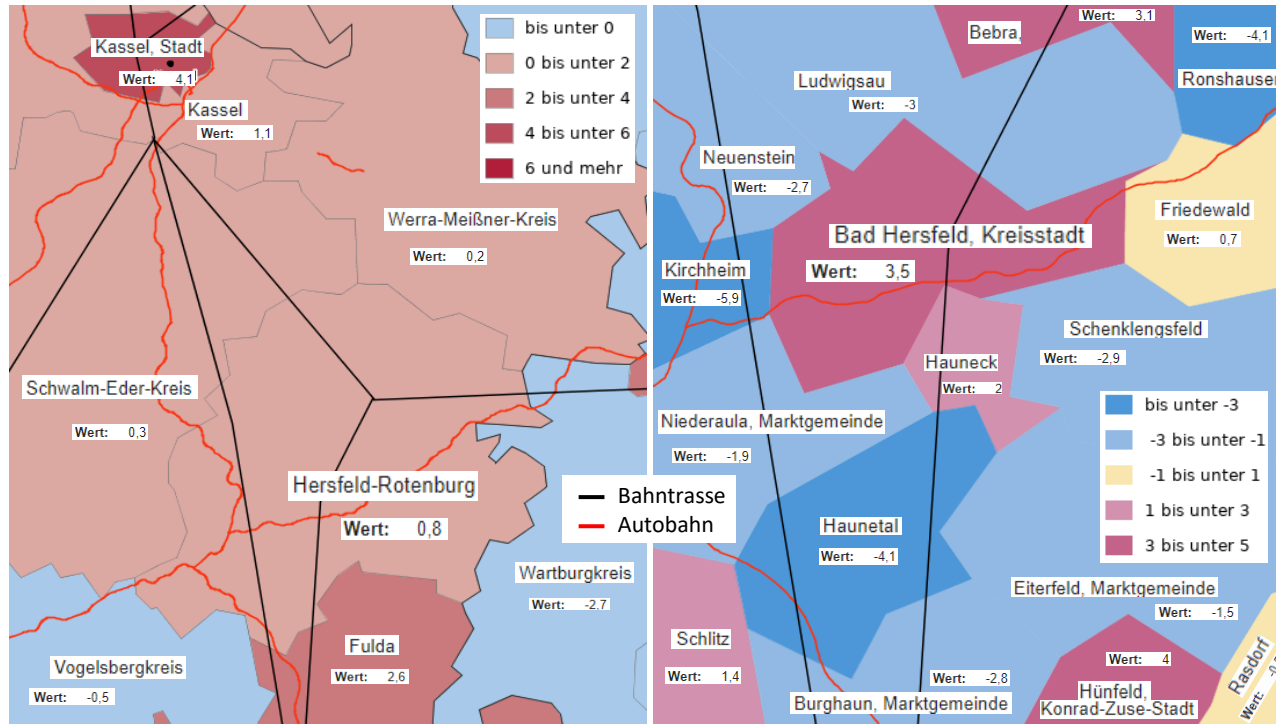 Kassel, Stadt
Wert: 4,1
Kassel
Wert: 1,1
bis unter 0
0 bis unter 2
2 bis unter 4
4 bis unter 6
6 und mehr
Werra-Meißner-Kreis
Wert: 0,2
Schwalm-Eder-Kreis
Wert: 0,3
Hersfeld-Rotenburg
Wert: 0,8
Wartburgkreis
Wert: -2,7
Fulda
Wert: 2,6
Vogelsbergkreis
Wert: -0,5
Bahntrasse
Autobahn
Wert: 3,1
Bebra,
Wert: -4,1
Ronshausen
Ludwigsau
Wert: -3
Neuenstein
Wert: -2,7
Friedewald
Wert: 0,7
Bad Hersfeld, Kreisstadt
Wert: 3,5
Kirchheim
Wert: -5,9
Schenklengsfeld
Wert: -2,9
Hauneck
Wert: 2
Niederaula, Marktgemeinde
Wert: -1,9
bis unter -3
-3 bis unter -1
-1 bis unter 1
1 bis unter 3
3 bis unter 5
Haunetal
Wert: -4,1
Eiterfeld, Marktgemeinde
Wert: -1,5
Schlitz
Wert: 1,4
Wert: -2,8
Burghaun, Marktgemeinde
Wert: 4
Hünfeld,
Konrad-Zuse-Stadt
Rasdorf
Wert: